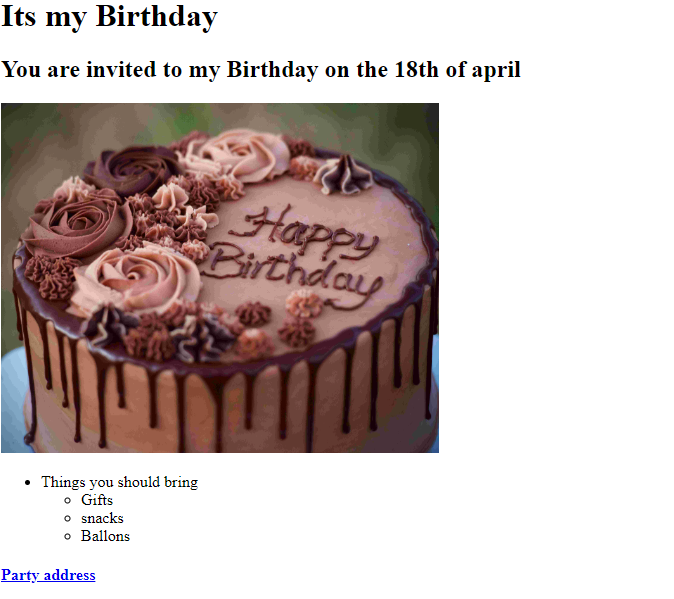 Its my Birthday
You are invited to my Birthday on the 18th of april
Happy
Birthday
Things you should bring
Gifts
snacks
Ballons
Party address